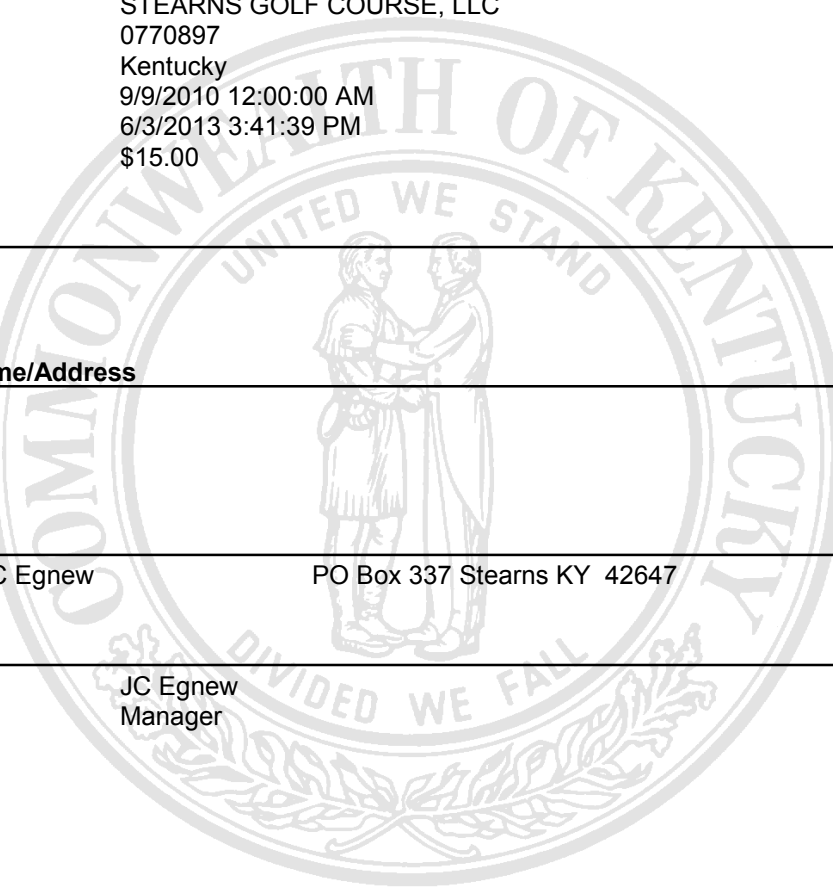 STEARNS GOLF COURSE, LLC
0770897
Kentucky
9/9/2010 12:00:00 AM
6/3/2013 3:41:39 PM
$15.00
me/Address
C Egnew PO Box 337 Stearns KY 42647
JC Egnew
Manager
COMMONWEALTH OF KENTUCKY
UNITED WE STAND
DIVIDED WE FALL